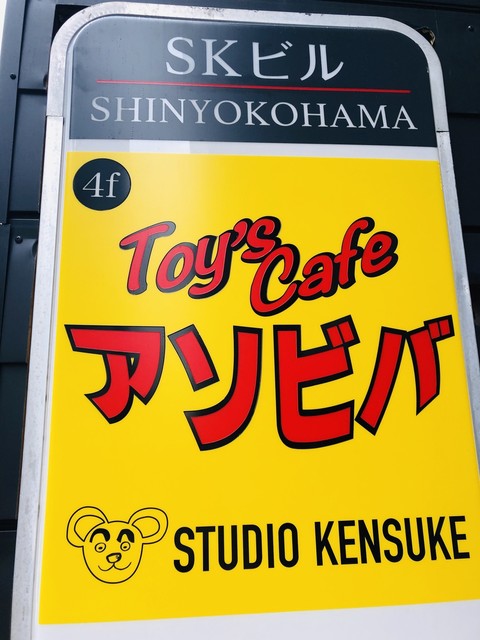 SKビル
SHINYOKOHAMA
4f
Toy's
Cafe
アソビバ
STUDIO KENSUKE